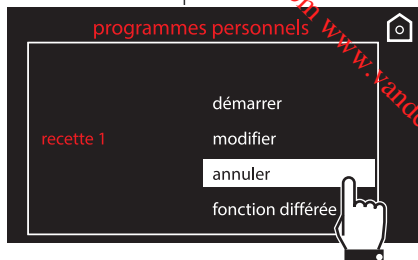 programmes personnels
démarrer
recette 1
modifier
annuler
fonction différée